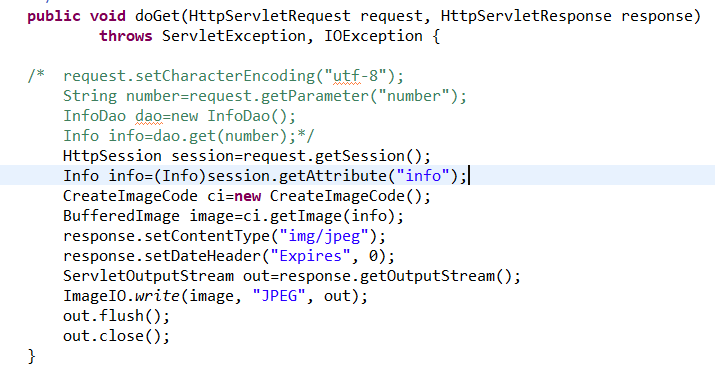 public void doGet(HttpServletRequest request, HttpServletResponse response)
throws ServletException, IOException {
/* request.setCharacterEncoding("utf-8");
String number=request.getParameter("number");
InfoDao dao=new InfoDao();
Info info=dao.get(number);*/
HttpSession session=request.getSession();
Info info=(Info)session.getAttribute("info");
CreateImageCode ci=new CreateImageCode();
BufferedImage image=ci.getImage(info);
response.setContentType("img/jpeg");
response.setDateHeader("Expires", 0);
ServletOutputStream out=response.getOutputStream();
ImageIO.write(image, "JPEG", out);
out.flush();
out.close();
}